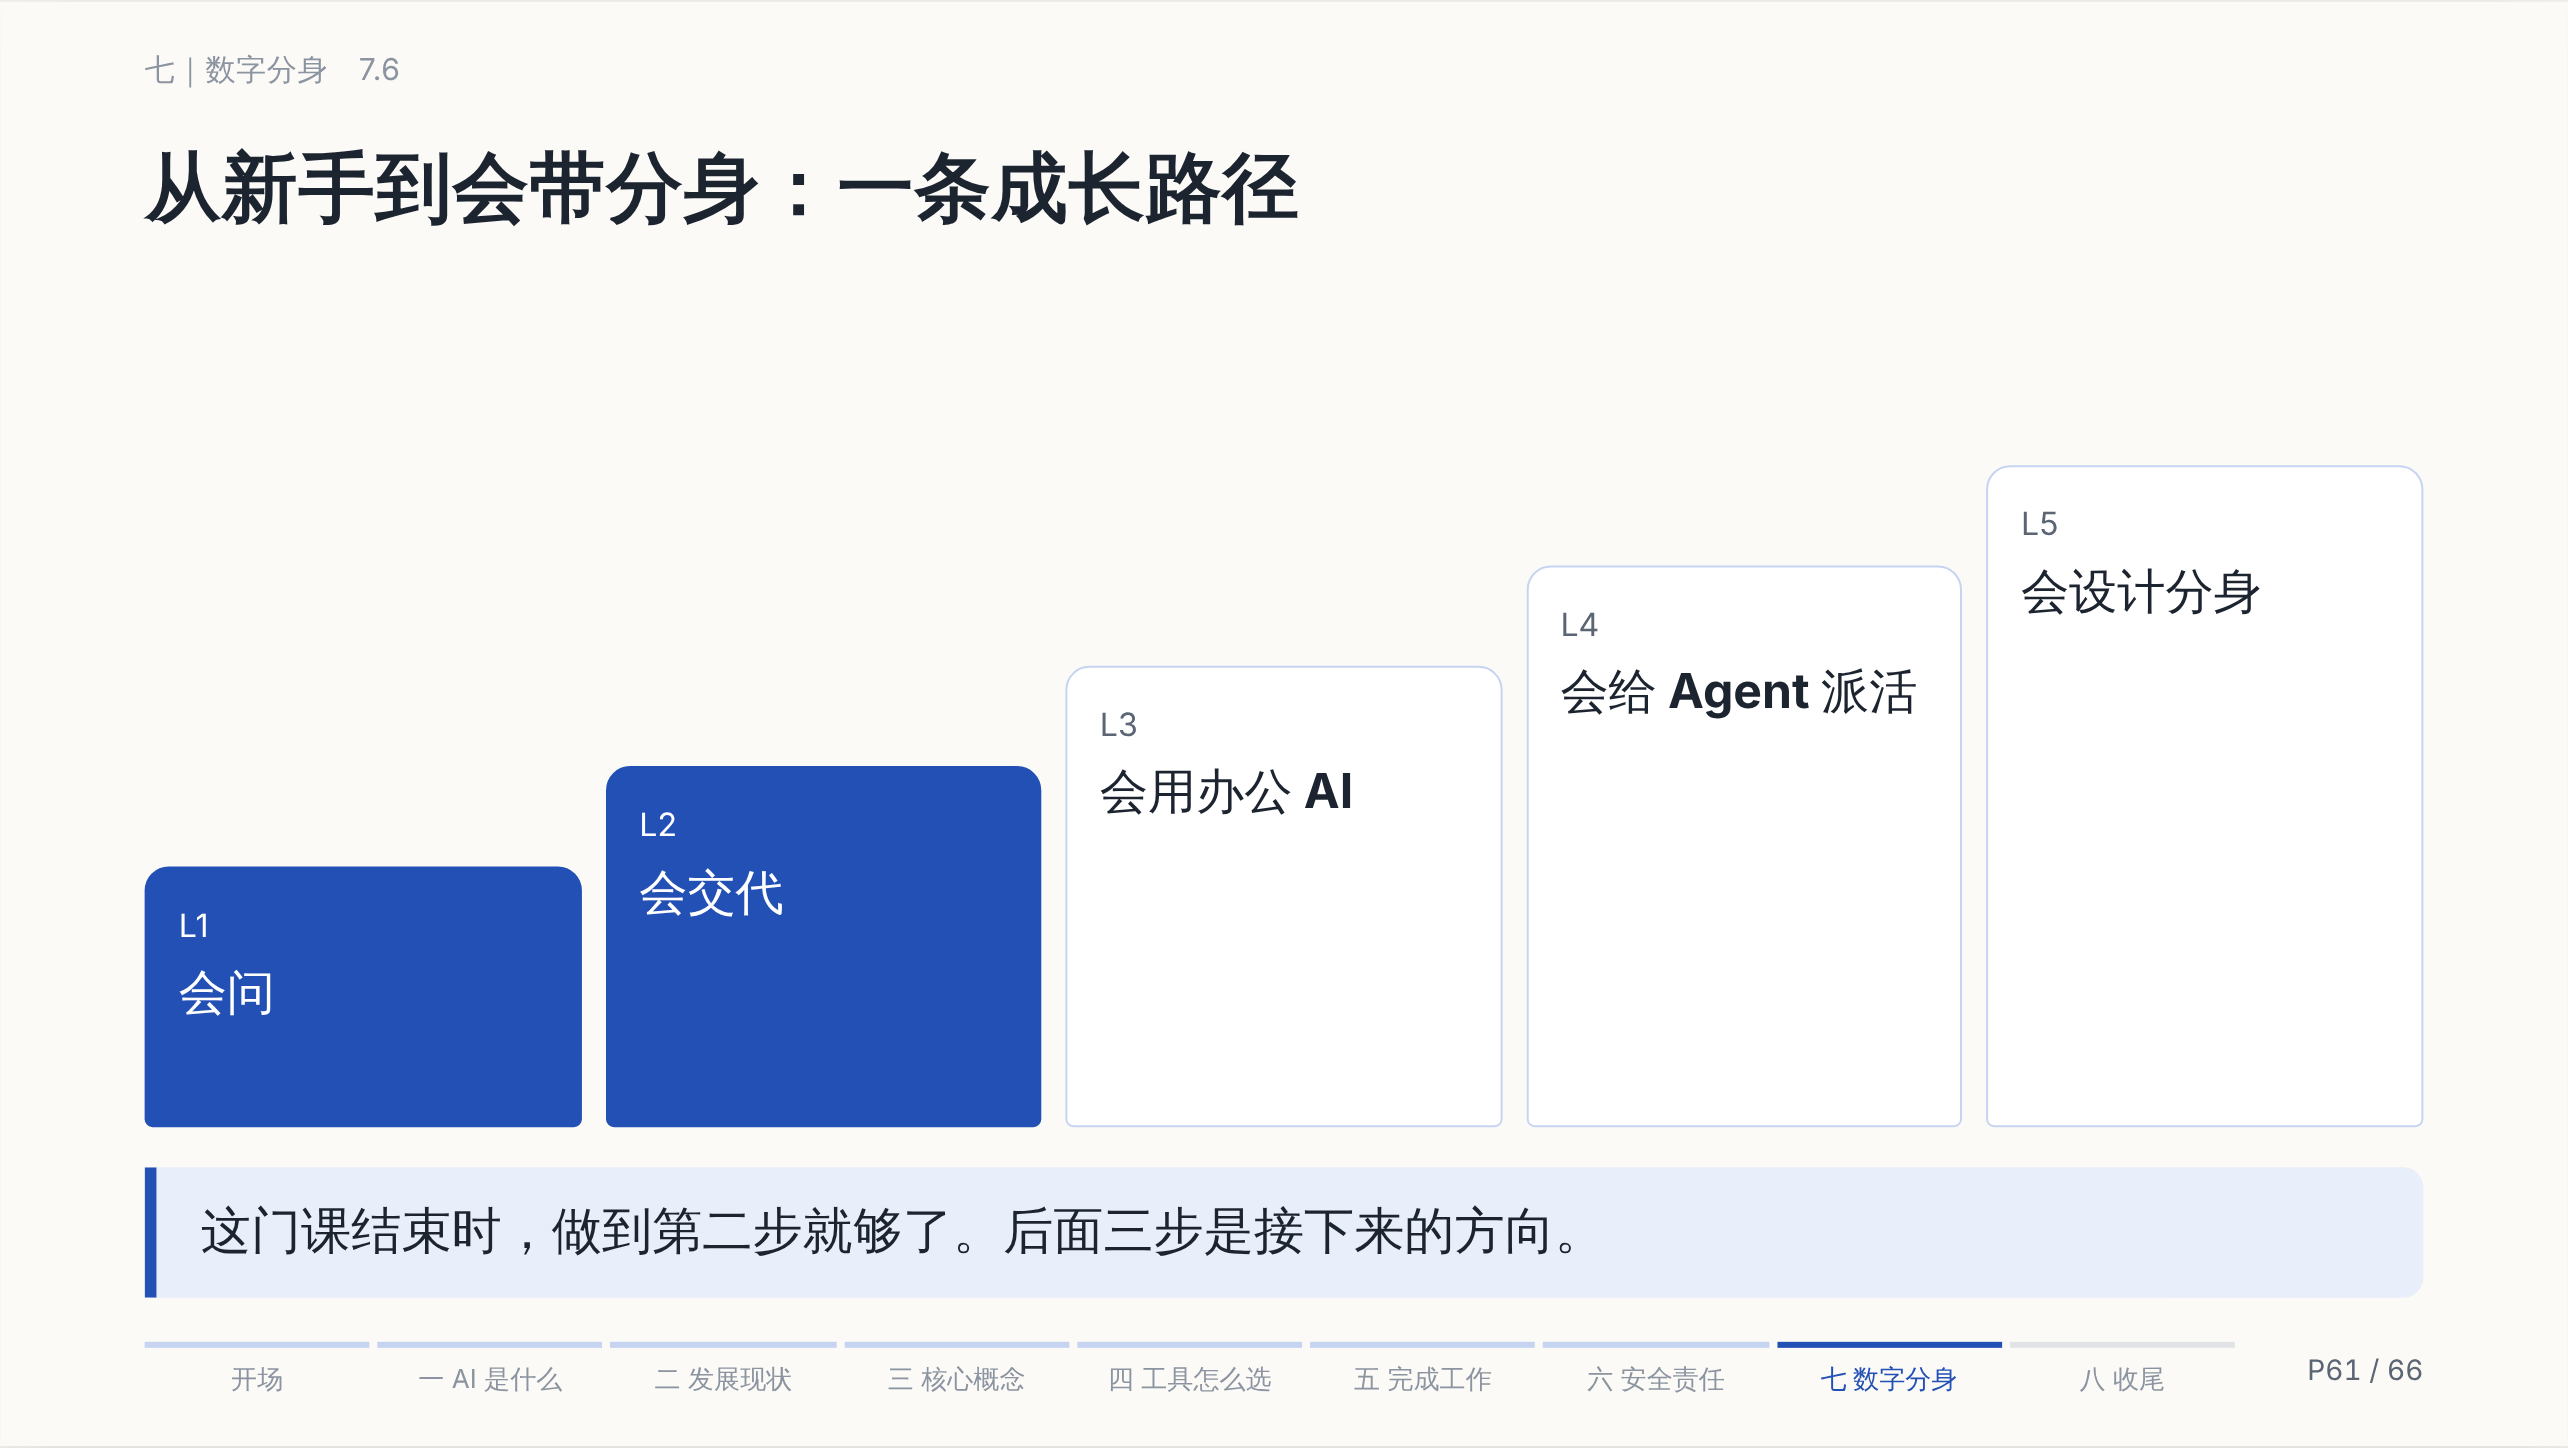 七｜数字分身 7.6
从新手到会带分身：一条成长路径
L1
会问
L2
会交代
L3
会用办公 AI
L4
会给 Agent 派活
L5
会设计分身
这门课结束时，做到第二步就够了。后面三步是接下来的方向。
开场
一 AI 是什么
二 发展现状
三 核心概念
四 工具怎么选
五 完成工作
六 安全责任
七 数字分身
八 收尾
P61 / 66